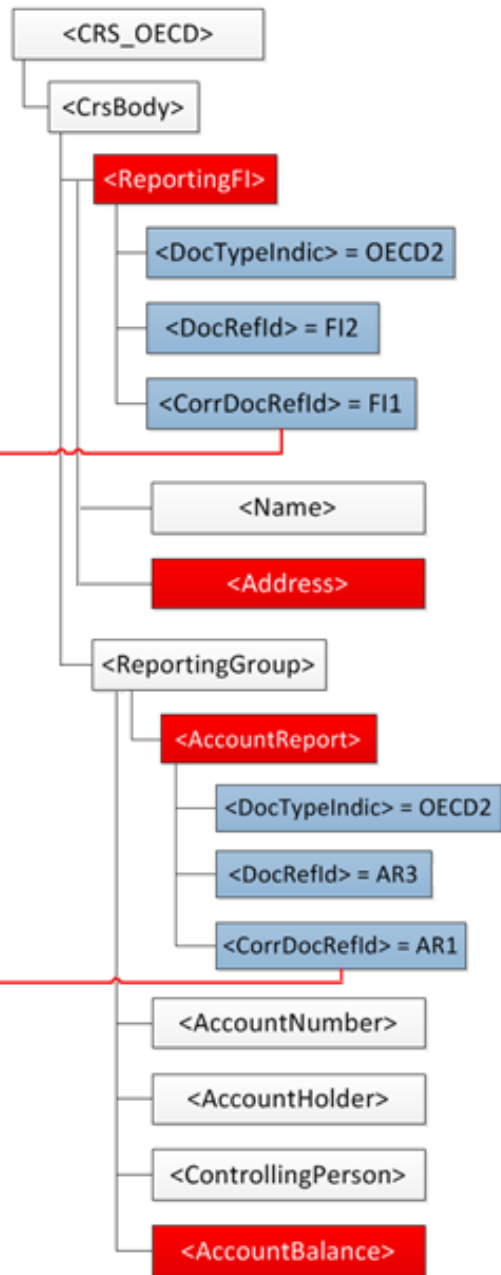 <CRS_OECD>
<CrsBody>
<ReportingFI>
<DocTypeIndic> = OECD2
<DocRefId> = FI2
<CorrDocRefId> = FI1
<Name>
<Address>
<ReportingGroup>
<AccountReport>
<DocTypeIndic> = OECD2
<DocRefId> = AR3
<CorrDocRefId> = AR1
<AccountNumber>
<AccountHolder>
<ControllingPerson>
<AccountBalance>